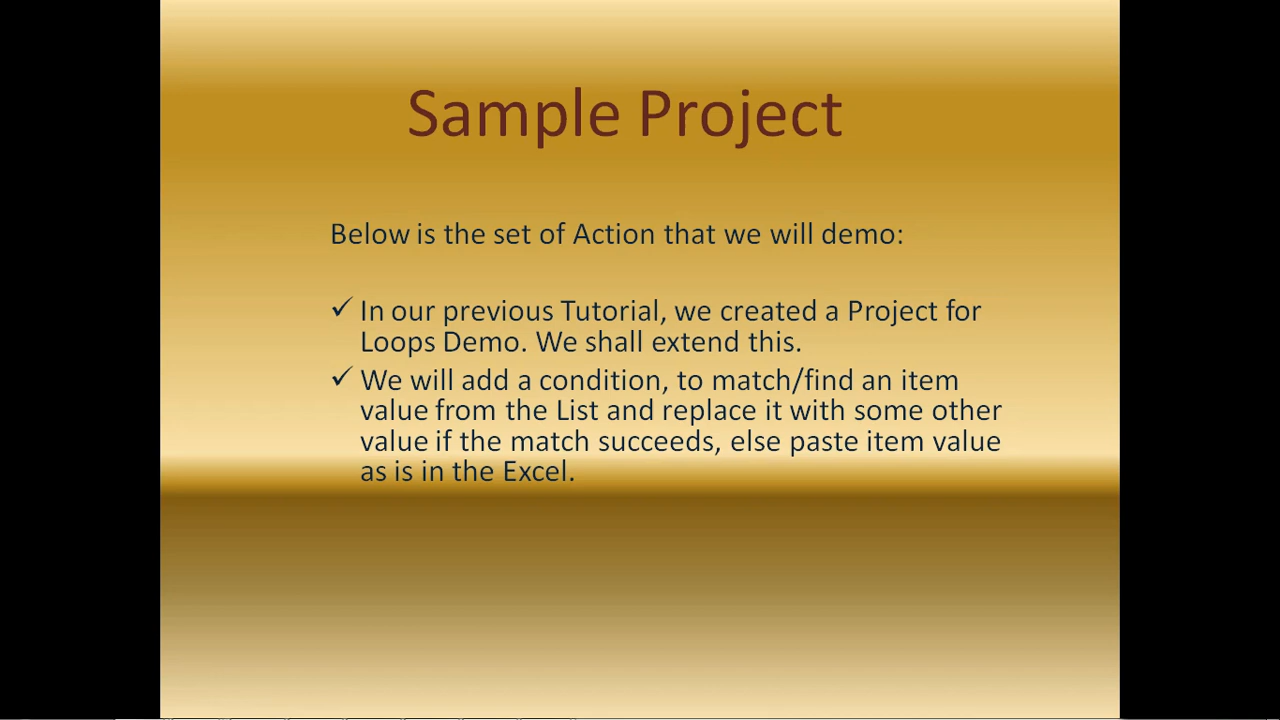 Sample Project
Below is the set of Action that we will demo:
✓ In our previous Tutorial, we created a Project for
Loops Demo. We shall extend this.
✓ We will add a condition, to match/find an item
value from the List and replace it with some other
value if the match succeeds, else paste item value
as is in the Excel.